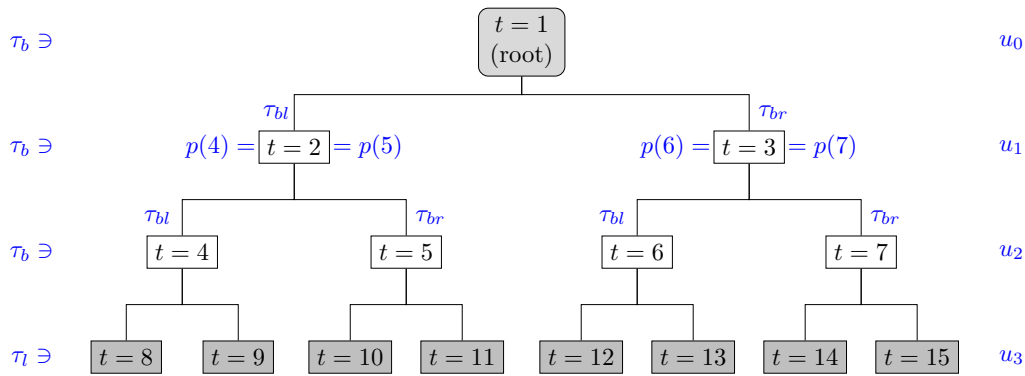 τ_b ∋ t = 1 u_0
(root)
τ_bl τ_br
τ_b ∋ p(4) = t = 2 = p(5) p(6) = t = 3 = p(7) u_1
τ_bl τ_br τ_bl τ_br
τ_b ∋ t = 4 t = 5 t = 6 t = 7 u_2
τ_l ∋ t = 8 t = 9 t = 10 t = 11 t = 12 t = 13 t = 14 t = 15 u_3